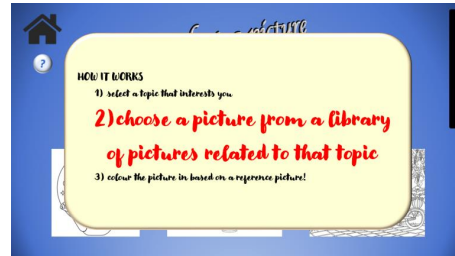 picture
?
HOW IT WORKS
1) select a topic that interests you
2) choose a picture from a library
of pictures related to that topic
3) colour the picture in based on a reference picture!